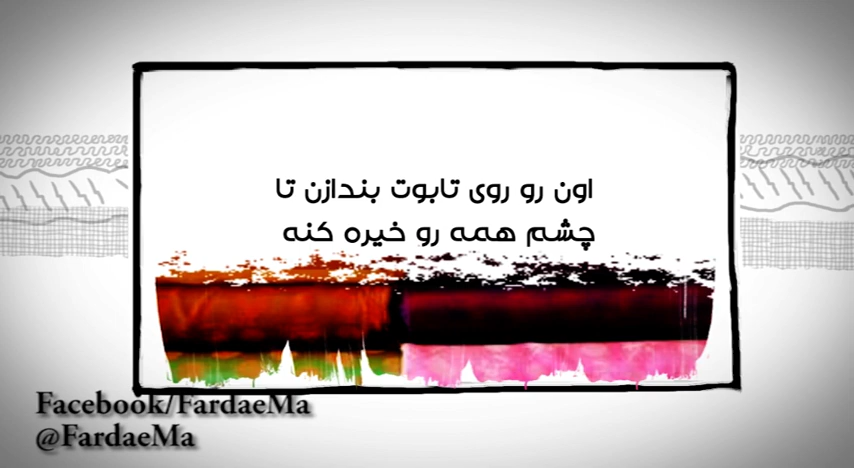 اون رو روی تابوت بندازن تا
چشم همه رو خیره کنه
Facebook/FardaeMa
@FardaeMa